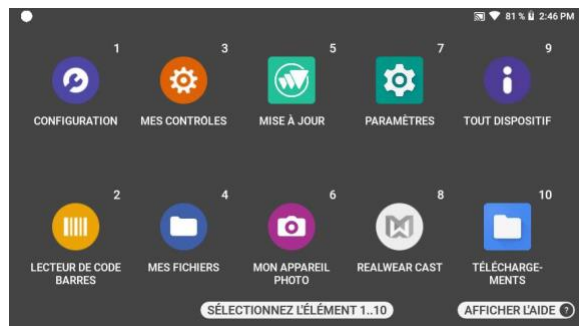 81 % 2:46 PM
1 3 5 7 9
CONFIGURATION MES CONTRÔLES MISE À JOUR PARAMÈTRES TOUT DISPOSITIF
2 4 6 8 10
LECTEUR DE CODE MES FICHIERS MON APPAREIL REALWEAR CAST TÉLÉCHARGE-
BARRES PHOTO MENTS
SÉLECTIONNEZ L'ÉLÉMENT 1..10 AFFICHER L'AIDE ?